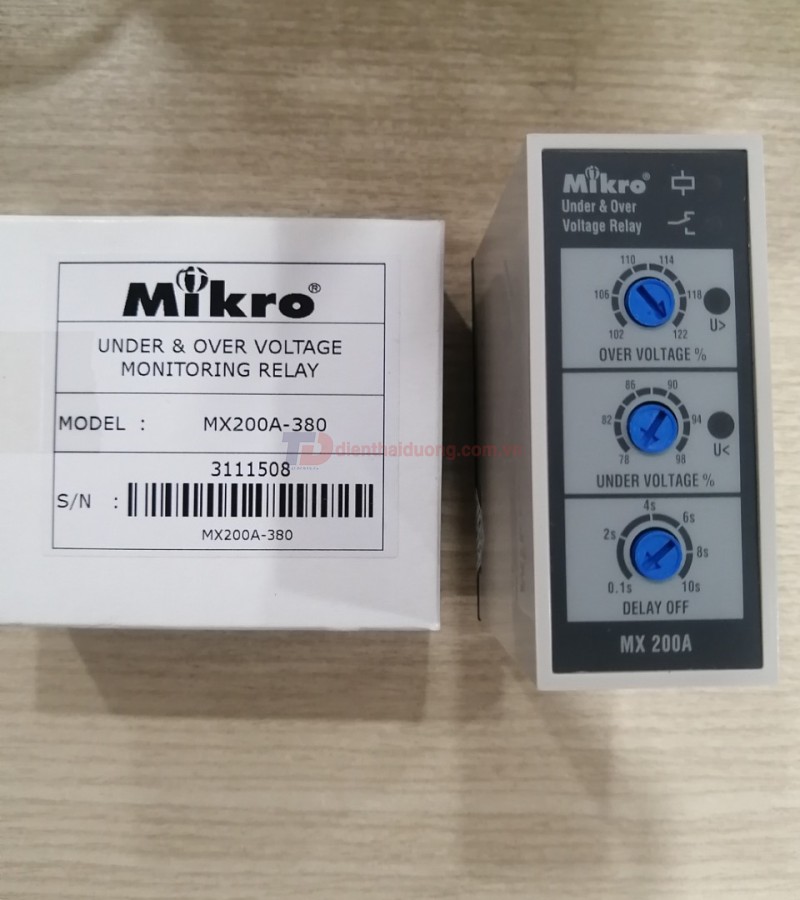 Mikro®
UNDER & OVER VOLTAGE
MONITORING RELAY
MODEL : MX200A-380
3111508
S/N :
MX200A-380
TD dienthaiduong.com.vn
Mikro®
Under & Over
Voltage Relay
110 114
106 118
102 122
U>
OVER VOLTAGE %
86 90
82 94
78 98
U<
UNDER VOLTAGE %
4s
2s 6s
8s
0.1s 10s
DELAY OFF
MX 200A